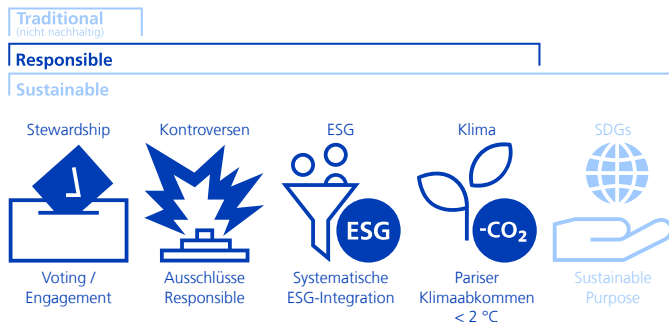 Traditional
(nicht nachhaltig)
Responsible
Sustainable
Stewardship
Kontroversen
ESG
Klima
SDGs
ESG
-CO₂
Voting /
Engagement
Ausschlüsse
Responsible
Systematische
ESG-Integration
Pariser
Klimaabkommen
< 2 °C
Sustainable
Purpose